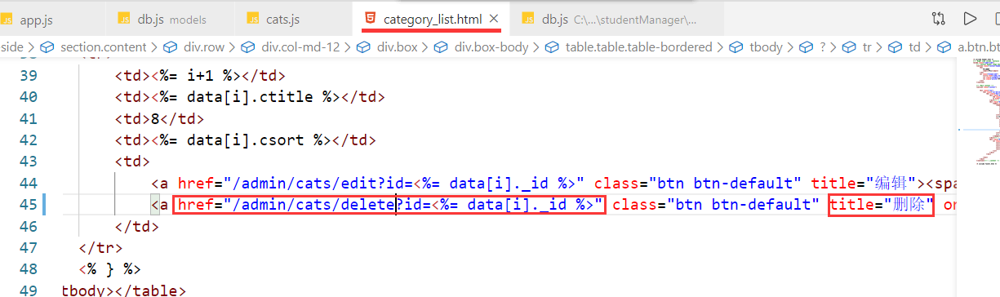 JS app.js JS db.js models JS cats.js 5 category_list.html × JS db.js C:\...\studentManager\...
side > section.content > div.row > div.col-md-12 > div.box > div.box-body > table.table.table-bordered > tbody > ? > tr > td > a.btn.bt
39 <td><%= i+1 %></td>
40 <td><%= data[i].ctitle %></td>
41 <td>8</td>
42 <td><%= data[i].csort %></td>
43 <td>
44 <a href="/admin/cats/edit?id=<%= data[i]._id %>" class="btn btn-default" title="编辑"><spa
45 <a href="/admin/cats/delete?id=<%= data[i]._id %>" class="btn btn-default" title="删除" on
46 </td>
47 </tr>
48 <% } %>
49 tbody></table>